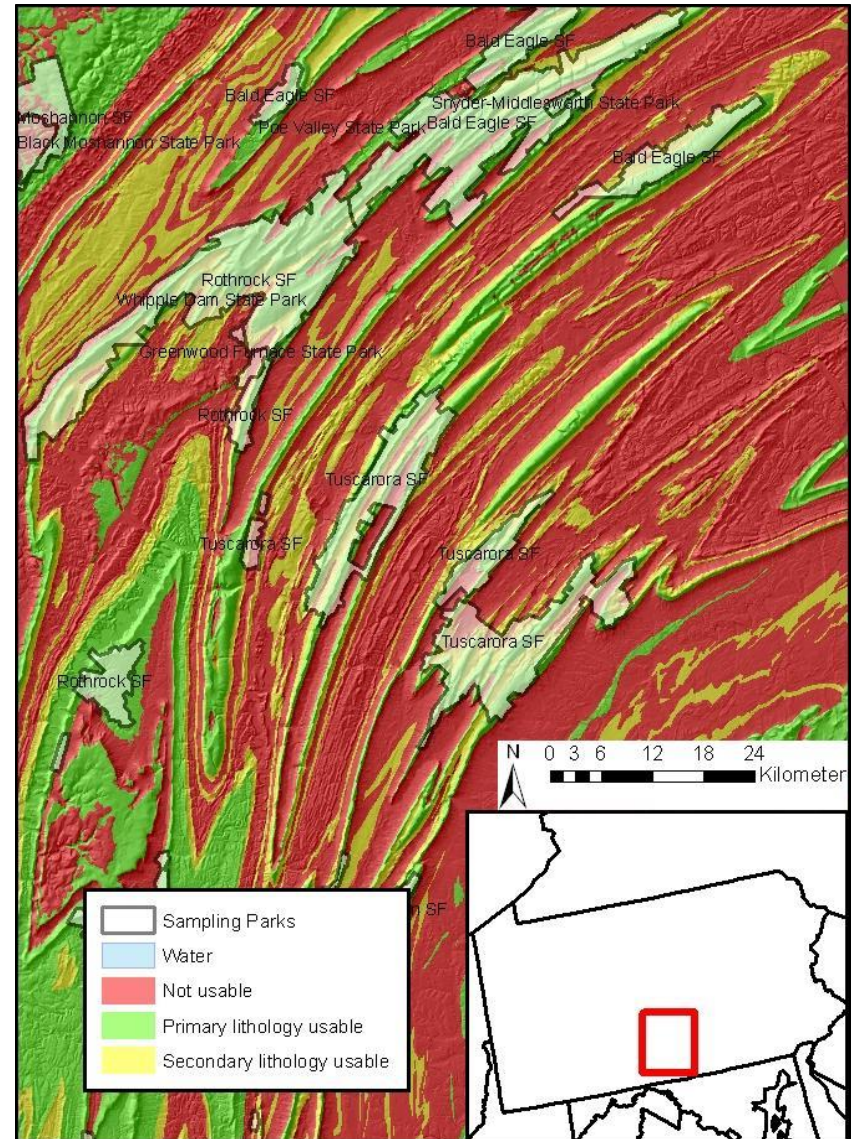 Bald Eagle SF
Bald Eagle SF
Snyder-Middlesworth State Park
Moshannon SF
Poe Valley State Park
Bald Eagle SF
Black Moshannon State Park
Bald Eagle SF
Rothrock SF
Whipple Dam State Park
Greenwood Furnace State Park
Rothrock SF
Tuscarora SF
Tuscarora SF
Tuscarora SF
Tuscarora SF
Rothrock SF
N
0 3 6 12 18 24
Kilometer
SF
Sampling Parks
Water
Not usable
Primary lithology usable
Secondary lithology usable